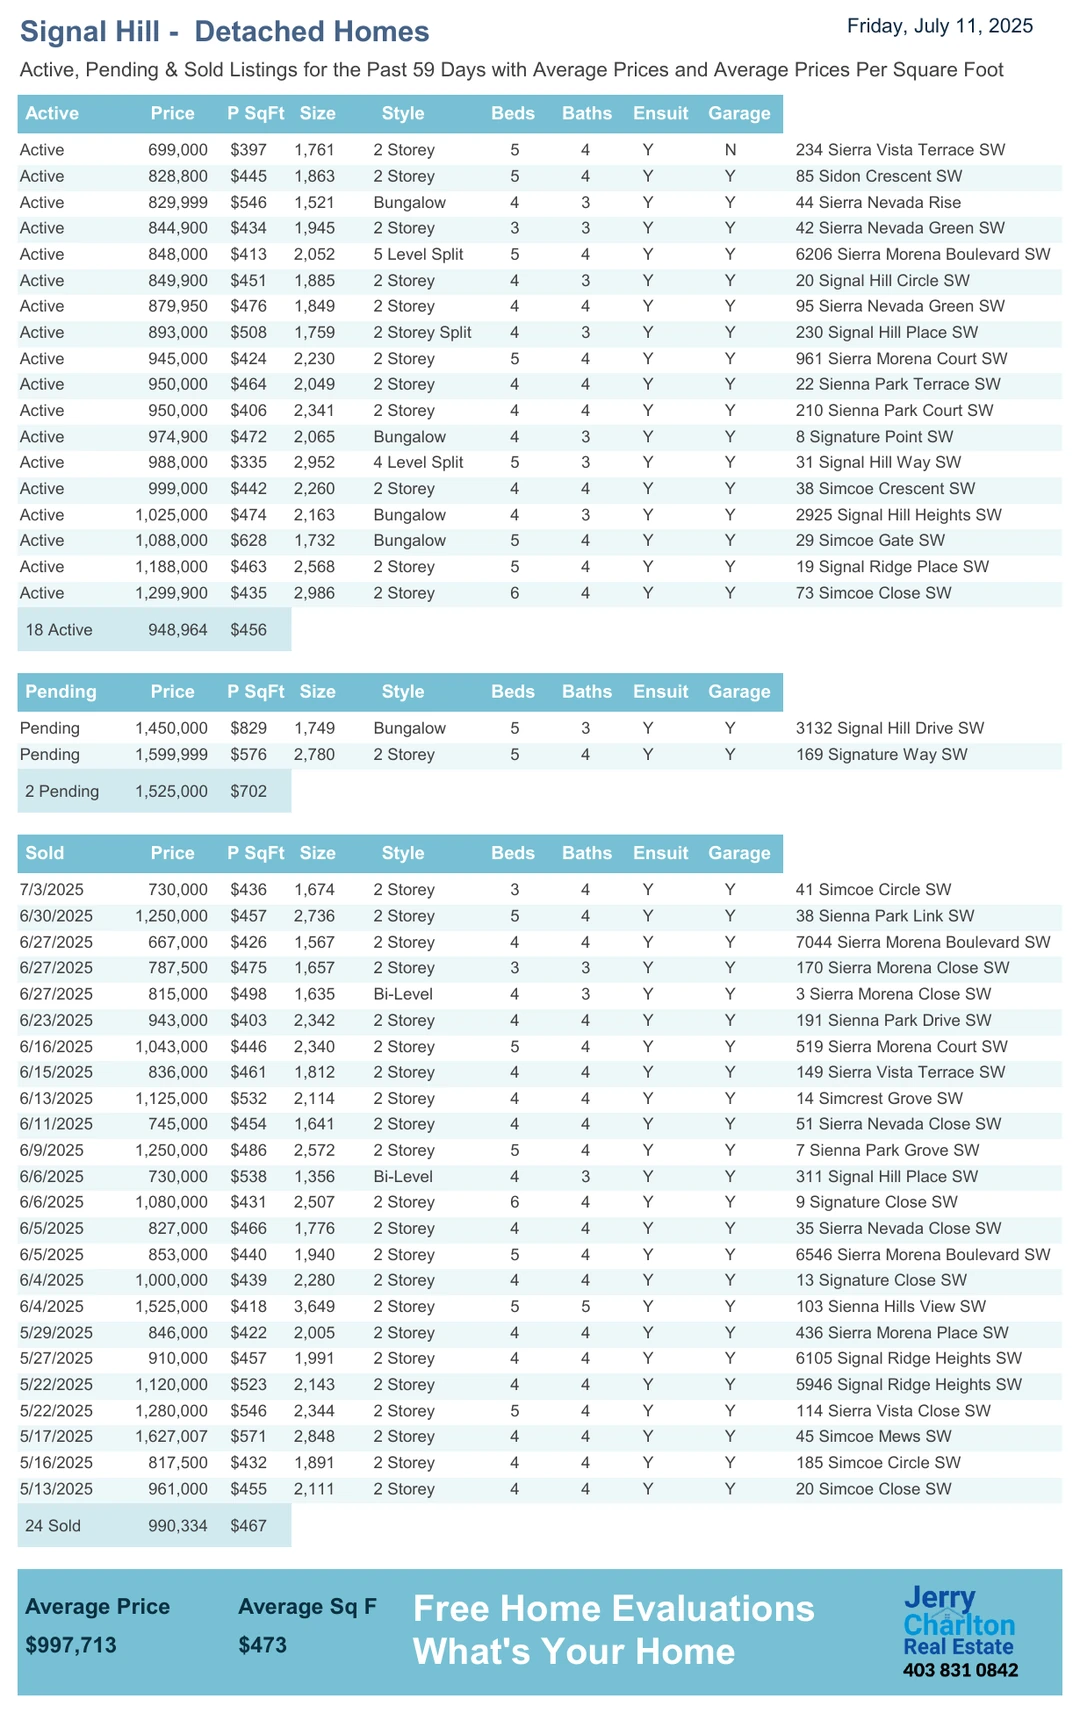 Signal Hill - Detached Homes
Friday, July 11, 2025
Active, Pending & Sold Listings for the Past 59 Days with Average Prices and Average Prices Per Square Foot
Active Price P SqFt Size Style Beds Baths Ensuit Garage
Active 699,000 $397 1,761 2 Storey 5 4 Y N 234 Sierra Vista Terrace SW
Active 828,800 $445 1,863 2 Storey 5 4 Y Y 85 Sidon Crescent SW
Active 829,999 $546 1,521 Bungalow 4 3 Y Y 44 Sierra Nevada Rise
Active 844,900 $434 1,945 2 Storey 3 3 Y Y 42 Sierra Nevada Green SW
Active 848,000 $413 2,052 5 Level Split 5 4 Y Y 6206 Sierra Morena Boulevard SW
Active 849,900 $451 1,885 2 Storey 4 3 Y Y 20 Signal Hill Circle SW
Active 879,950 $476 1,849 2 Storey 4 4 Y Y 95 Sierra Nevada Green SW
Active 893,000 $508 1,759 2 Storey Split 4 3 Y Y 230 Signal Hill Place SW
Active 945,000 $424 2,230 2 Storey 5 4 Y Y 961 Sierra Morena Court SW
Active 950,000 $464 2,049 2 Storey 4 4 Y Y 22 Sienna Park Terrace SW
Active 950,000 $406 2,341 2 Storey 4 4 Y Y 210 Sienna Park Court SW
Active 974,900 $472 2,065 Bungalow 4 3 Y Y 8 Signature Point SW
Active 988,000 $335 2,952 4 Level Split 5 3 Y Y 31 Signal Hill Way SW
Active 999,000 $442 2,260 2 Storey 4 4 Y Y 38 Simcoe Crescent SW
Active 1,025,000 $474 2,163 Bungalow 4 3 Y Y 2925 Signal Hill Heights SW
Active 1,088,000 $628 1,732 Bungalow 5 4 Y Y 29 Simcoe Gate SW
Active 1,188,000 $463 2,568 2 Storey 5 4 Y Y 19 Signal Ridge Place SW
Active 1,299,900 $435 2,986 2 Storey 6 4 Y Y 73 Simcoe Close SW
18 Active 948,964 $456
Pending Price P SqFt Size Style Beds Baths Ensuit Garage
Pending 1,450,000 $829 1,749 Bungalow 5 3 Y Y 3132 Signal Hill Drive SW
Pending 1,599,999 $576 2,780 2 Storey 5 4 Y Y 169 Signature Way SW
2 Pending 1,525,000 $702
Sold Price P SqFt Size Style Beds Baths Ensuit Garage
7/3/2025 730,000 $436 1,674 2 Storey 3 4 Y Y 41 Simcoe Circle SW
6/30/2025 1,250,000 $457 2,736 2 Storey 5 4 Y Y 38 Sienna Park Link SW
6/27/2025 667,000 $426 1,567 2 Storey 4 4 Y Y 7044 Sierra Morena Boulevard SW
6/27/2025 787,500 $475 1,657 2 Storey 3 3 Y Y 170 Sierra Morena Close SW
6/27/2025 815,000 $498 1,635 Bi-Level 4 3 Y Y 3 Sierra Morena Close SW
6/23/2025 943,000 $403 2,342 2 Storey 4 4 Y Y 191 Sienna Park Drive SW
6/16/2025 1,043,000 $446 2,340 2 Storey 5 4 Y Y 519 Sierra Morena Court SW
6/15/2025 836,000 $461 1,812 2 Storey 4 4 Y Y 149 Sierra Vista Terrace SW
6/13/2025 1,125,000 $532 2,114 2 Storey 4 4 Y Y 14 Simcrest Grove SW
6/11/2025 745,000 $454 1,641 2 Storey 4 4 Y Y 51 Sierra Nevada Close SW
6/9/2025 1,250,000 $486 2,572 2 Storey 5 4 Y Y 7 Sienna Park Grove SW
6/6/2025 730,000 $538 1,356 Bi-Level 4 3 Y Y 311 Signal Hill Place SW
6/6/2025 1,080,000 $431 2,507 2 Storey 6 4 Y Y 9 Signature Close SW
6/5/2025 827,000 $466 1,776 2 Storey 4 4 Y Y 35 Sierra Nevada Close SW
6/5/2025 853,000 $440 1,940 2 Storey 5 4 Y Y 6546 Sierra Morena Boulevard SW
6/4/2025 1,000,000 $439 2,280 2 Storey 4 4 Y Y 13 Signature Close SW
6/4/2025 1,525,000 $418 3,649 2 Storey 5 5 Y Y 103 Sienna Hills View SW
5/29/2025 846,000 $422 2,005 2 Storey 4 4 Y Y 436 Sierra Morena Place SW
5/27/2025 910,000 $457 1,991 2 Storey 4 4 Y Y 6105 Signal Ridge Heights SW
5/22/2025 1,120,000 $523 2,143 2 Storey 4 4 Y Y 5946 Signal Ridge Heights SW
5/22/2025 1,280,000 $546 2,344 2 Storey 5 4 Y Y 114 Sierra Vista Close SW
5/17/2025 1,627,007 $571 2,848 2 Storey 4 4 Y Y 45 Simcoe Mews SW
5/16/2025 817,500 $432 1,891 2 Storey 4 4 Y Y 185 Simcoe Circle SW
5/13/2025 961,000 $455 2,111 2 Storey 4 4 Y Y 20 Simcoe Close SW
24 Sold 990,334 $467
Average Price Average Sq F
$997,713 $473
Free Home Evaluations
What's Your Home
Jerry
Charlton
Real Estate
403 831 0842